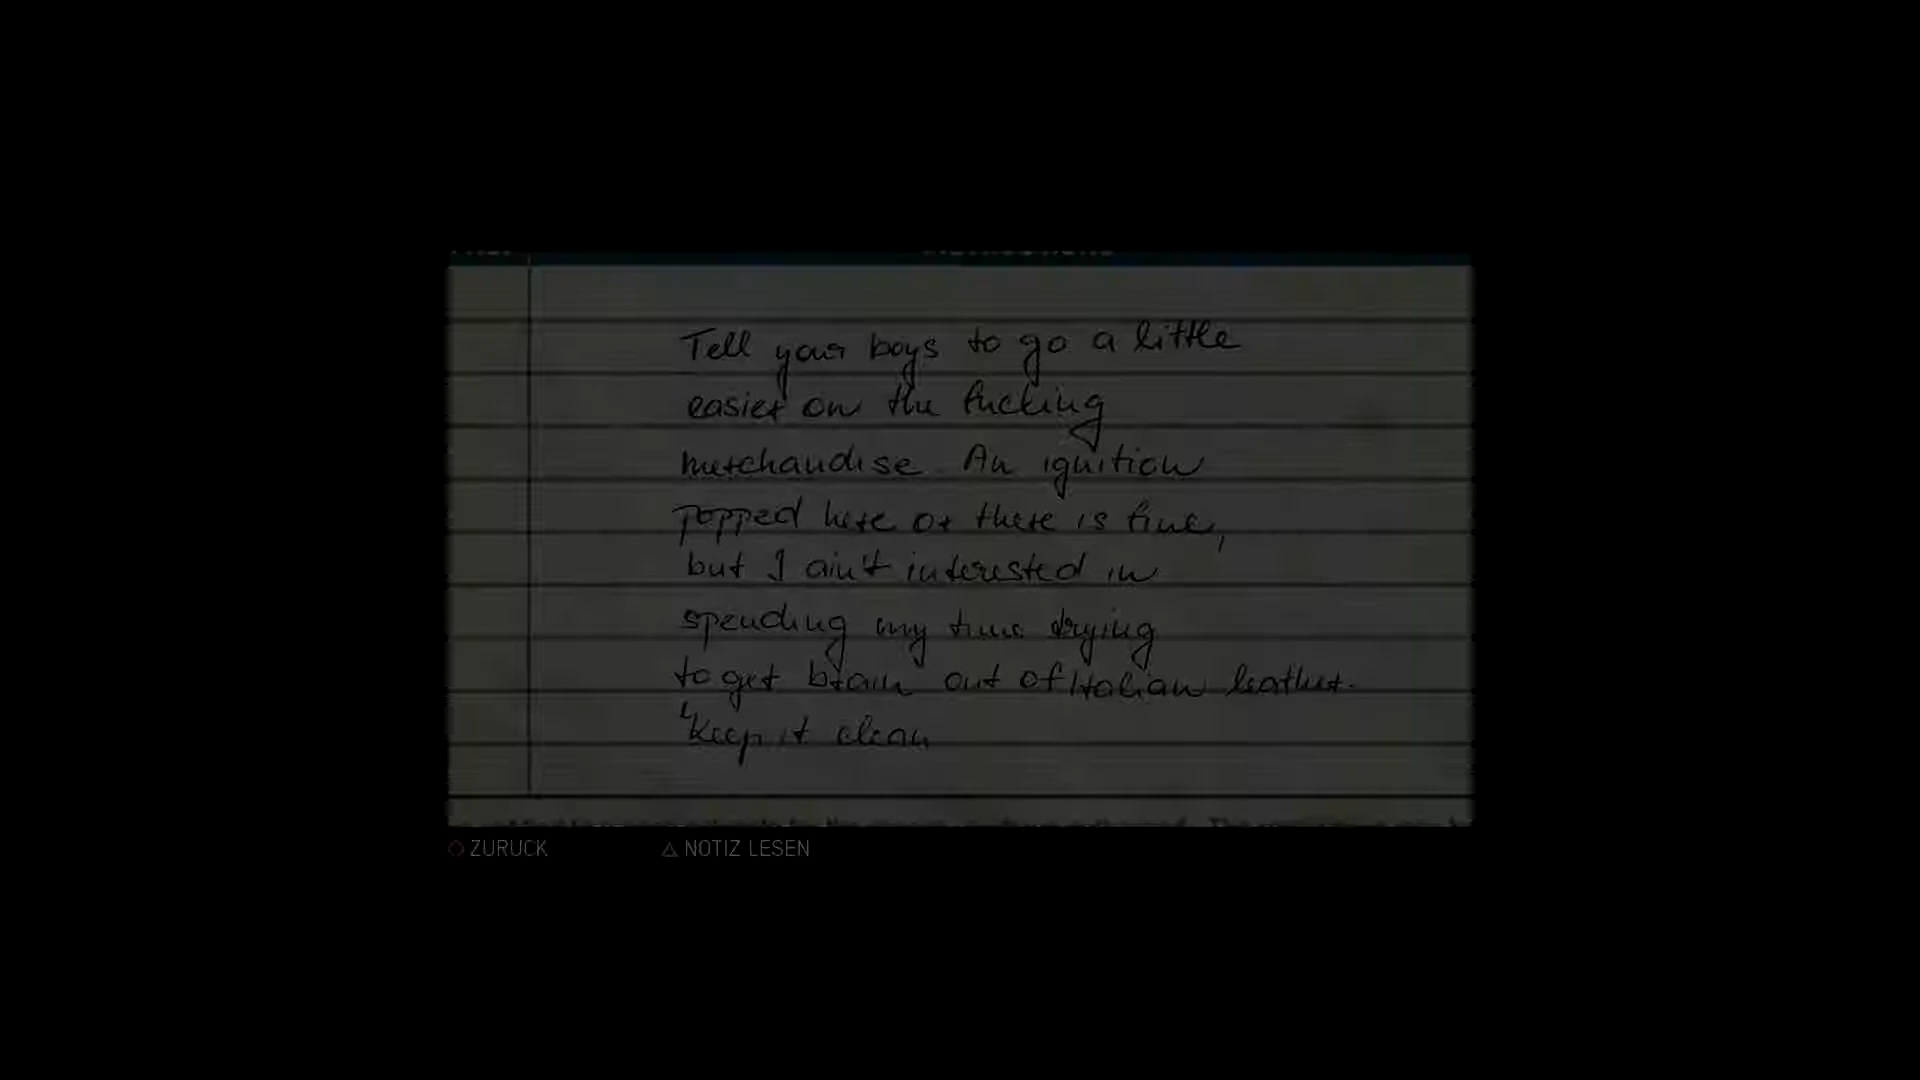 Tell your boys to go a little
easier on the fucking
merchandise. An ignition
popped here or there is fine,
but I ain't interested in
spending my time trying
to get brain out of Italian leather.
Keep it clean
ZURÜCK
NOTIZ LESEN